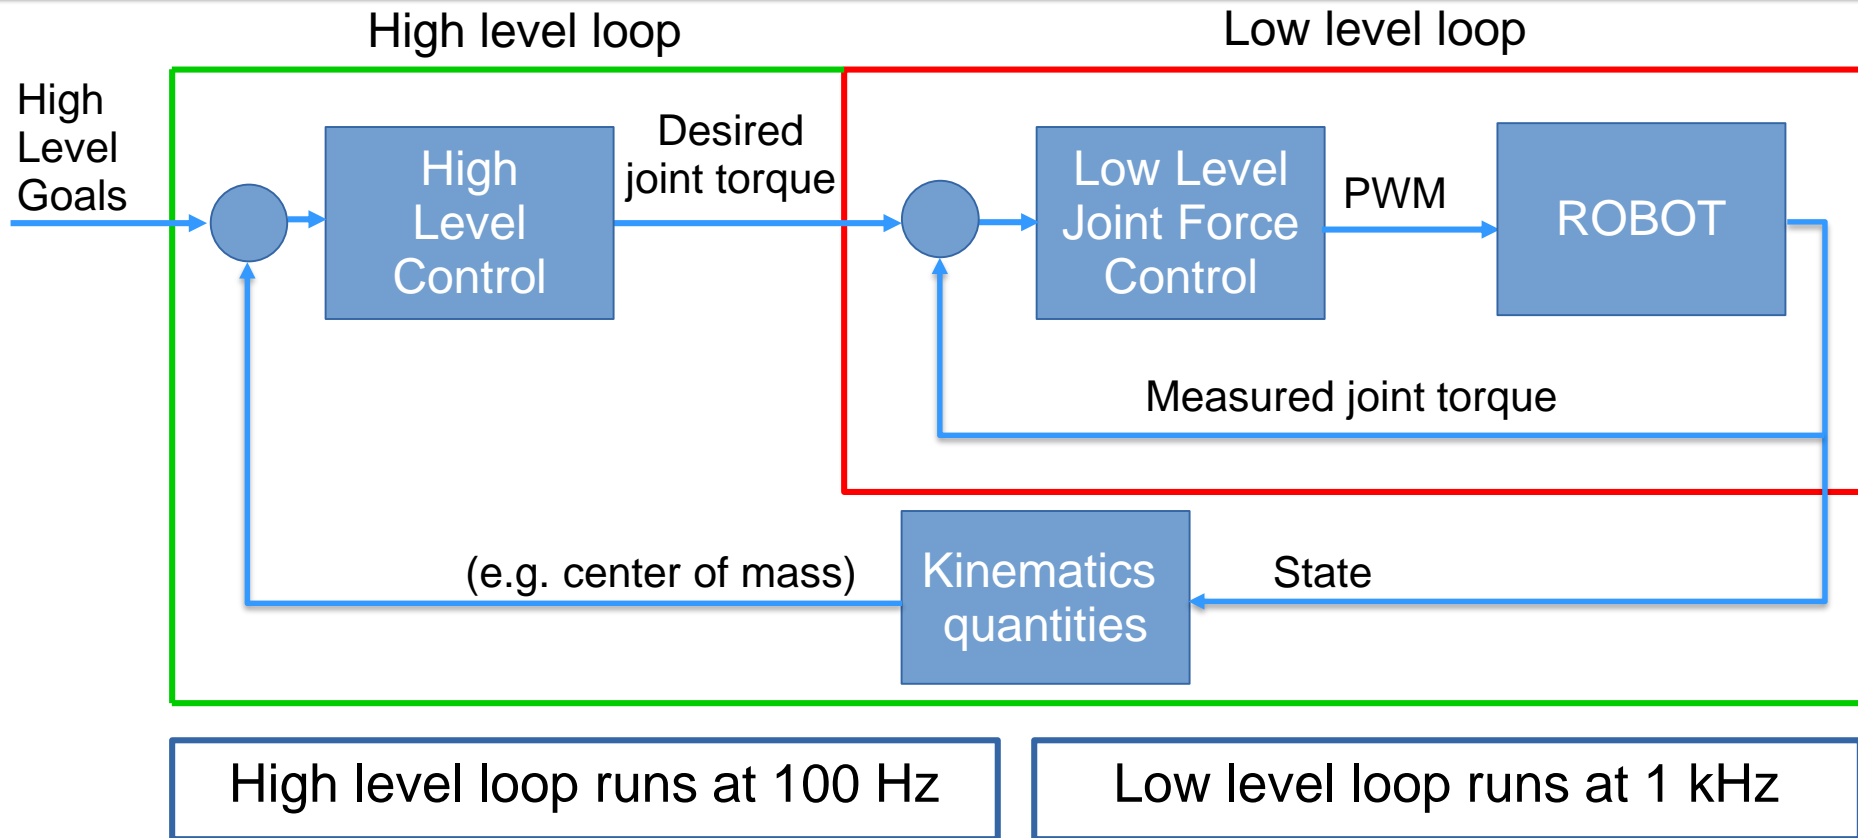 High level loop
Low level loop
High
Level
Goals
High
Level
Control
Desired
joint torque
Low Level
Joint Force
Control
PWM
ROBOT
Measured joint torque
(e.g. center of mass)
Kinematics
quantities
State
High level loop runs at 100 Hz
Low level loop runs at 1 kHz